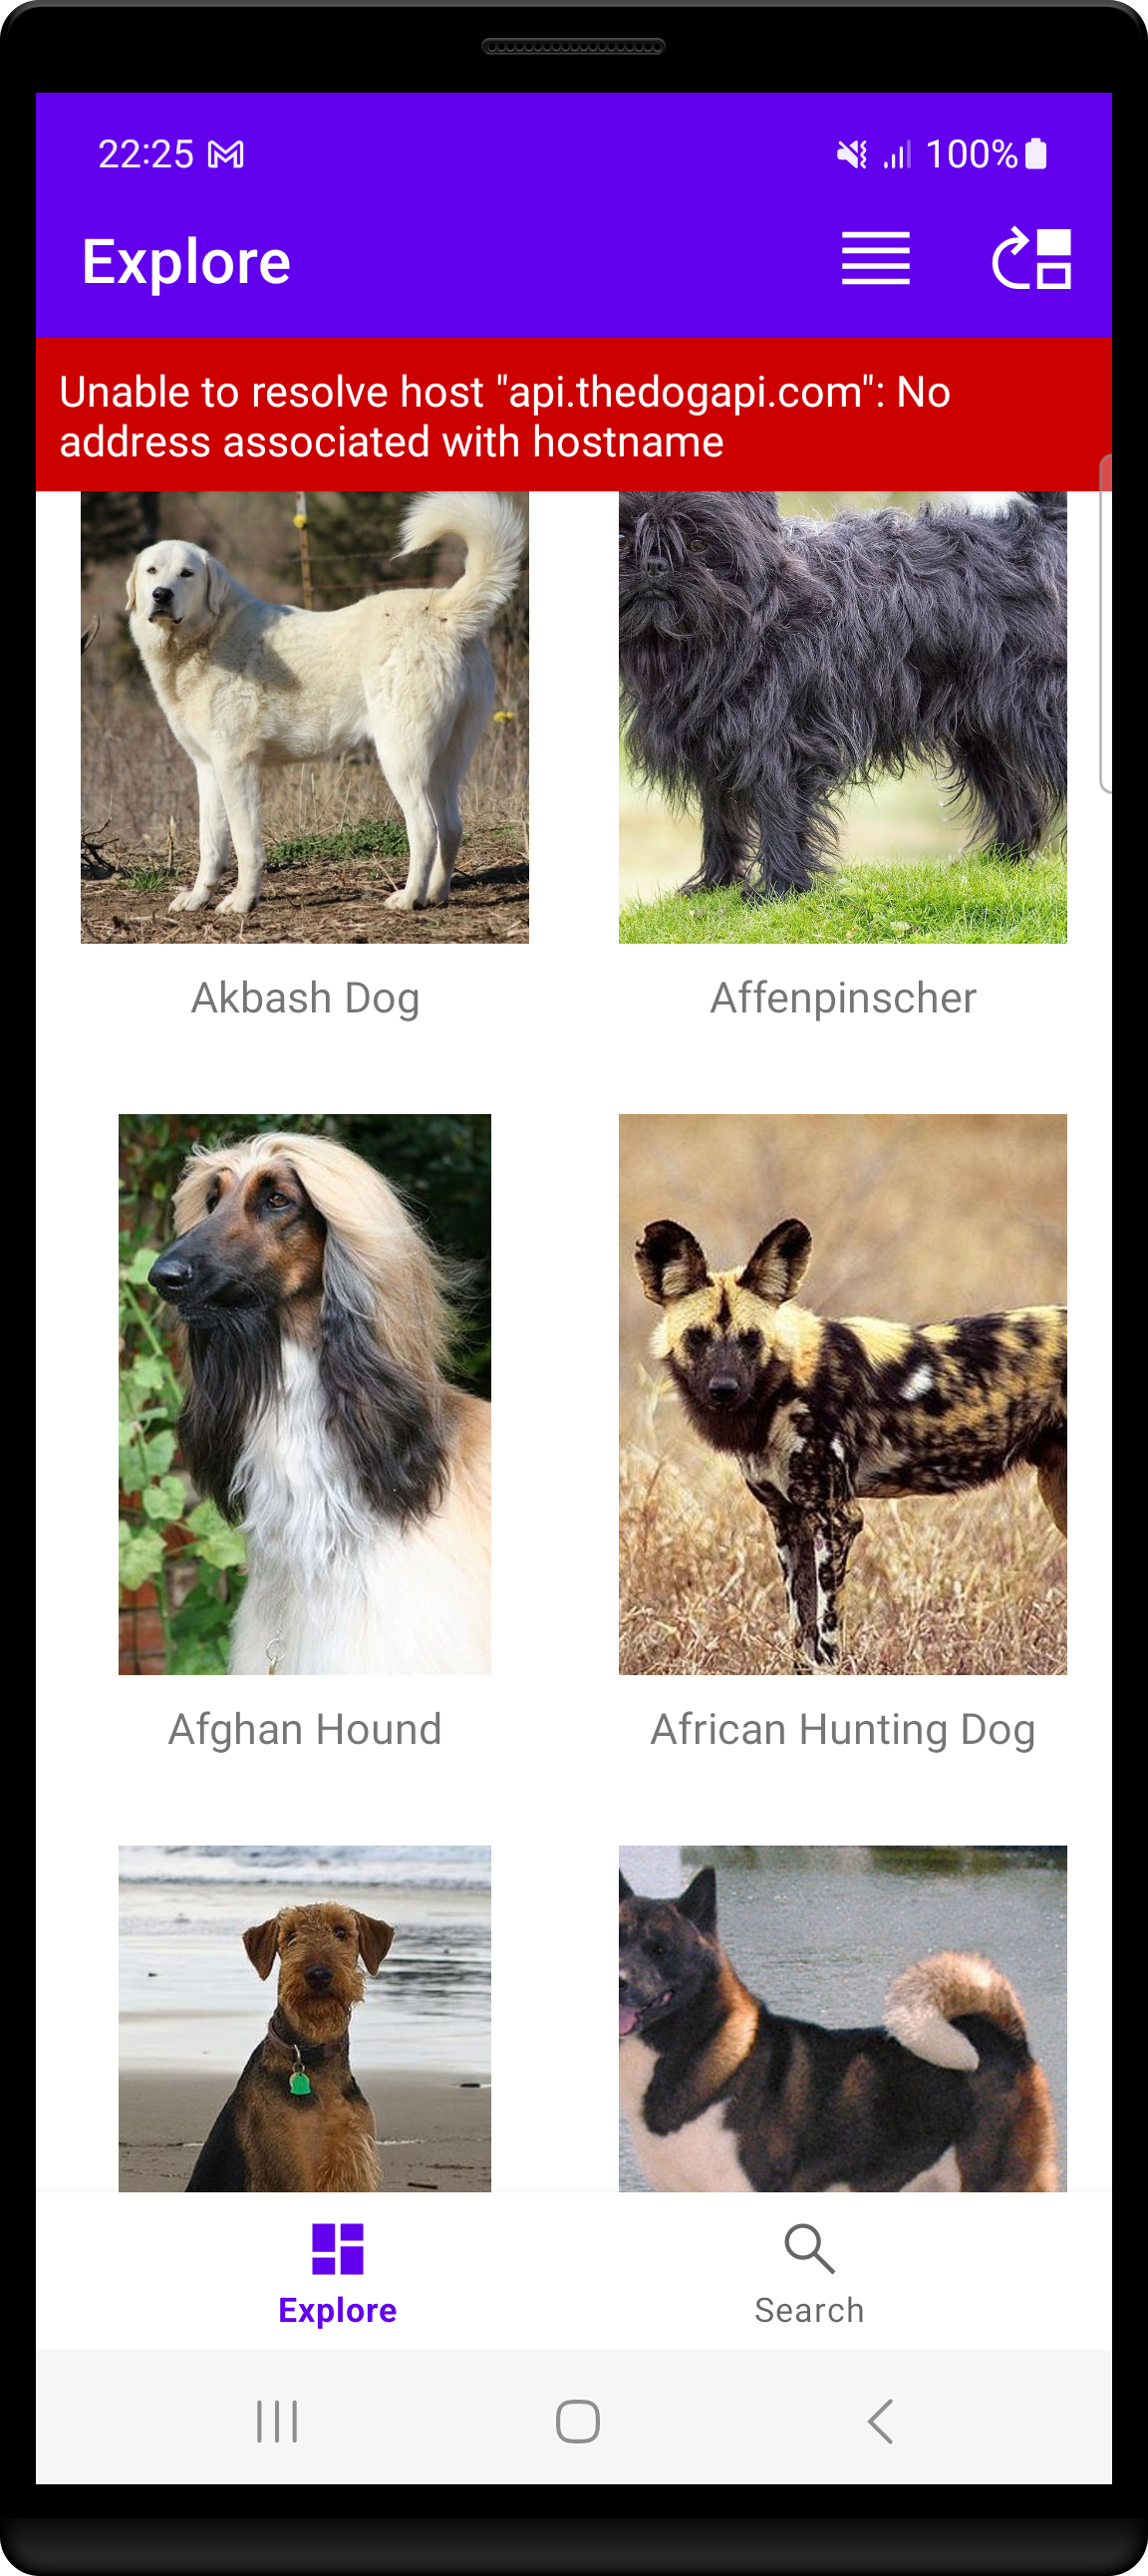 22:25 100%
Explore
Unable to resolve host "api.thedogapi.com": No
address associated with hostname
Akbash Dog
Affenpinscher
Afghan Hound
African Hunting Dog
Explore
Search